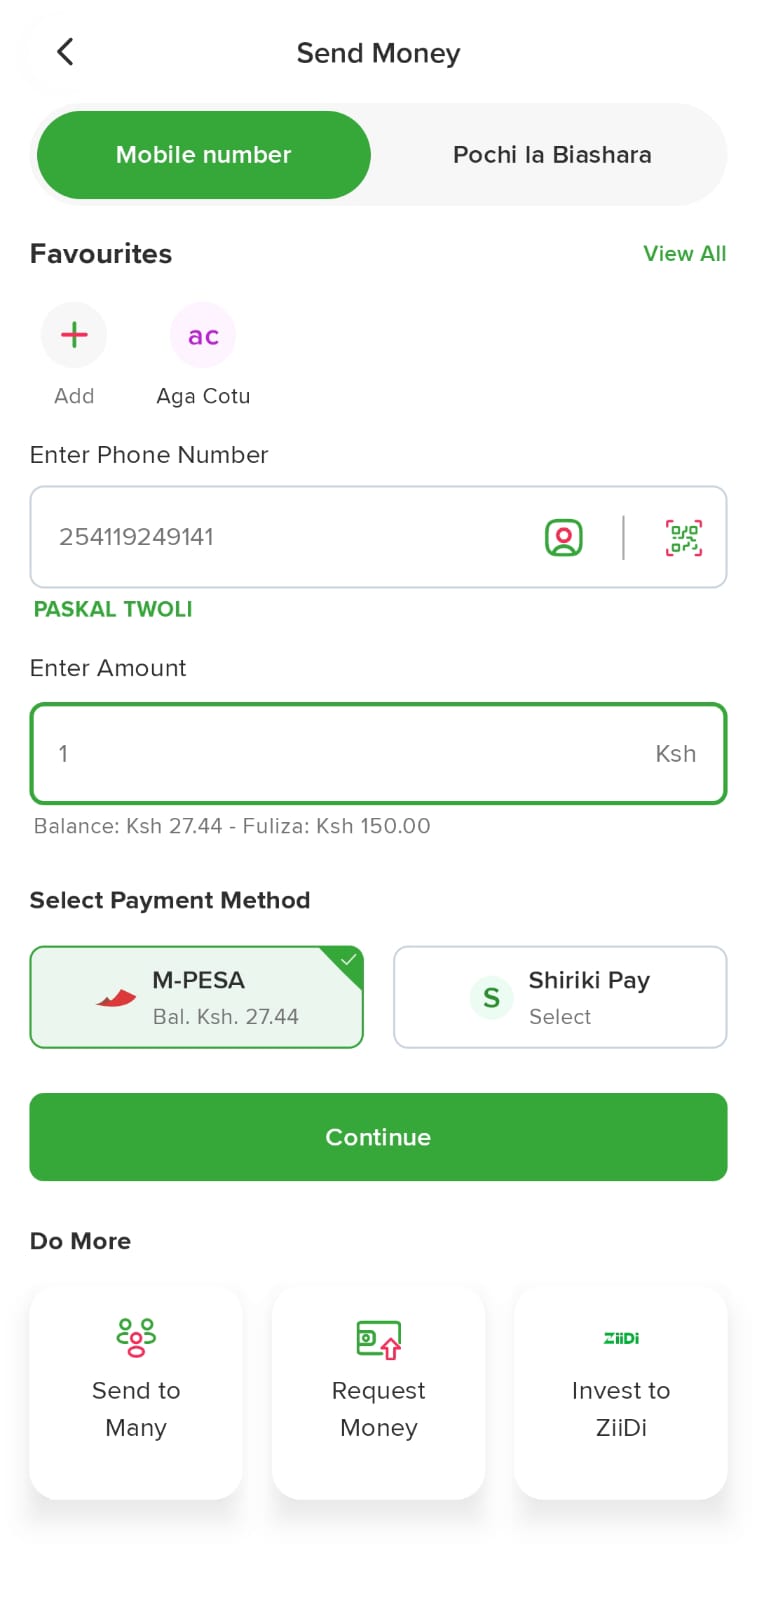 Send Money
Mobile number
Pochi la Biashara
Favourites
View All
ac
Add
Aga Cotu
Enter Phone Number
254119249141
PASKAL TWOLI
Enter Amount
1
Ksh
Balance: Ksh 27.44 - Fuliza: Ksh 150.00
Select Payment Method
M-PESA
Bal. Ksh. 27.44
S
Shiriki Pay
Select
Continue
Do More
Send to
Many
Request
Money
ZiiDi
Invest to
ZiiDi